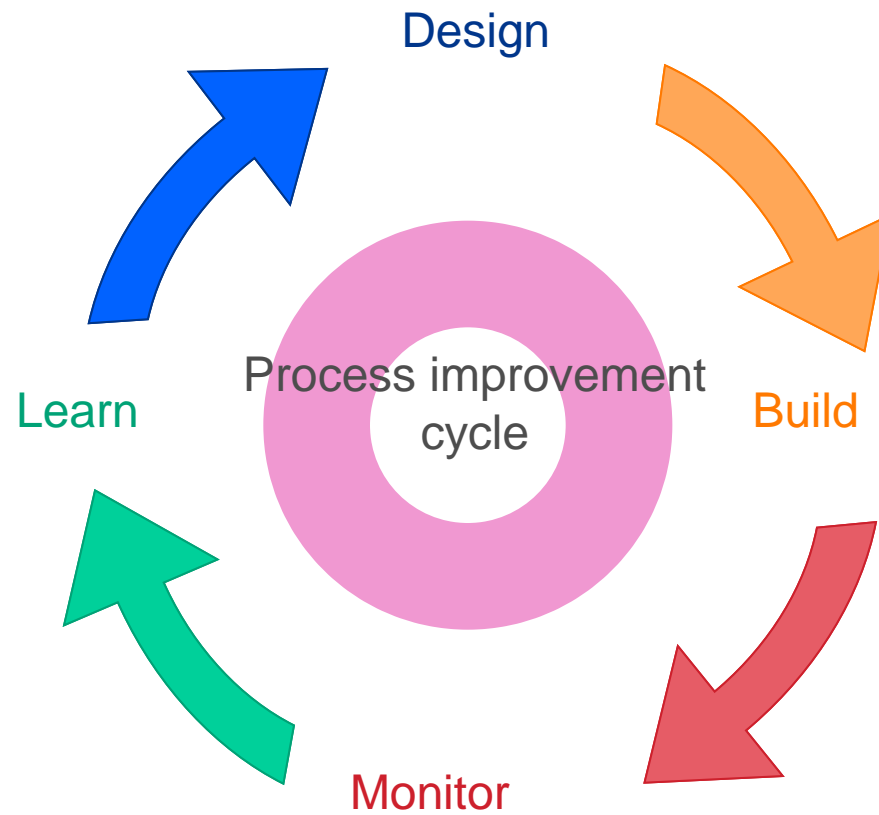 Design
Process improvement
cycle
Learn
Build
Monitor